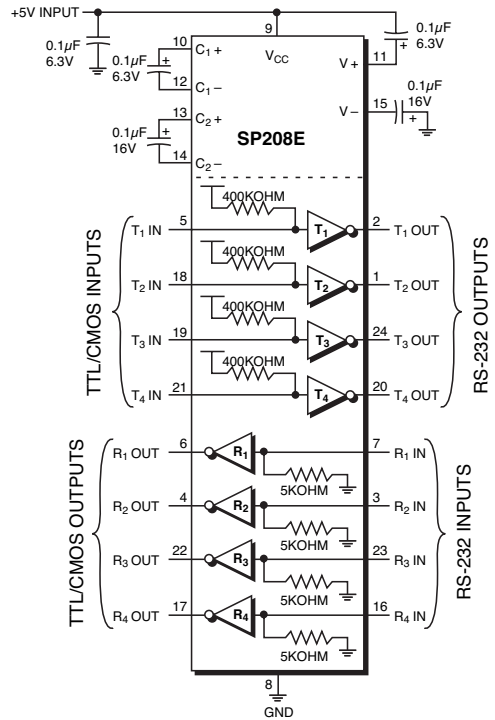 +5V INPUT
9
VCC
0.1µF
6.3V
0.1µF
6.3V
10
C1+
12
C1–
0.1µF
6.3V
11
V+
13
C2+
0.1µF
16V
14
C2–
15
V–
0.1µF
16V
SP208E
TTL/CMOS INPUTS
RS-232 OUTPUTS
400KOHM
T1 IN
5
T1
2
T1 OUT
400KOHM
T2 IN
18
T2
1
T2 OUT
400KOHM
T3 IN
19
T3
24
T3 OUT
400KOHM
T4 IN
21
T4
20
T4 OUT
TTL/CMOS OUTPUTS
RS-232 INPUTS
R1 OUT
6
R1
7
R1 IN
5KOHM
R2 OUT
4
R2
3
R2 IN
5KOHM
R3 OUT
22
R3
23
R3 IN
5KOHM
R4 OUT
17
R4
16
R4 IN
5KOHM
8
GND